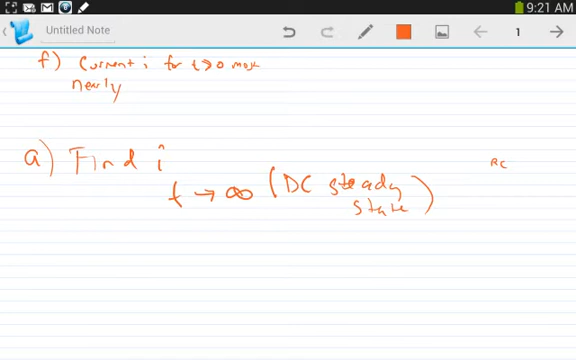 9:21 AM
Untitled Note
1
f) Current i for t>0 most
nearly
a) Find i
t → ∞ (DC steady
state)
RC